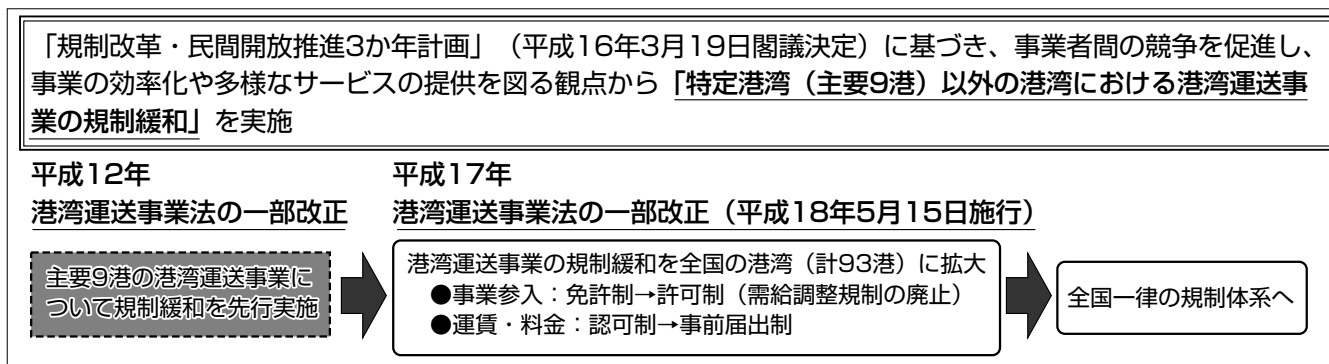 「規制改革・民間開放推進3か年計画」（平成16年3月19日閣議決定）に基づき、事業者間の競争を促進し、
事業の効率化や多様なサービスの提供を図る観点から「特定港湾（主要9港）以外の港湾における港湾運送事
業の規制緩和」を実施
平成12年
港湾運送事業法の一部改正
主要9港の港湾運送事業に
ついて規制緩和を先行実施
平成17年
港湾運送事業法の一部改正（平成18年5月15日施行）
港湾運送事業の規制緩和を全国の港湾（計93港）に拡大
●事業参入：免許制→許可制（需給調整規制の廃止）
●運賃・料金：認可制→事前届出制
全国一律の規制体系へ